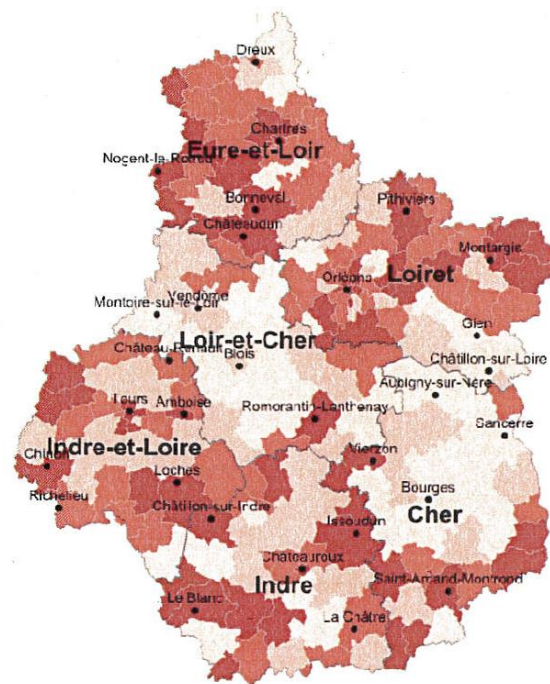 Dreux
Chartres
Eure-et-Loir
Nogent-le-Rotrou
Bonneval
Pithiviers
Châteaudun
Montargis
Orléans
Loiret
Vendôme
Montoire-sur-le-Loir
Gien
Loir-et-Cher
Château-Renault
Blois
Châtillon-sur-Loire
Aubigny-sur-Nère
Tours
Amboise
Romorantin-Lanthenay
Sancerre
Indre-et-Loire
Vierzon
Chinon
Loches
Richelieu
Bourges
Châtillon-sur-Indre
Cher
Issoudun
Châteauroux
Indre
Saint-Amand-Montrond
Le Blanc
La Châtre